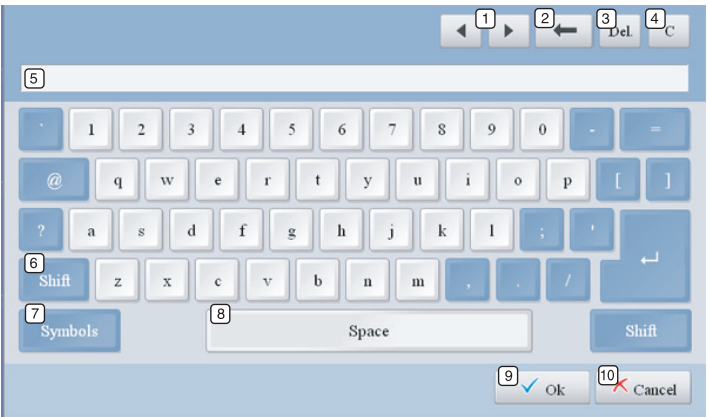 1 2 3 Del. 4 C
5
` 1 2 3 4 5 6 7 8 9 0 - =
@ q w e r t y u i o p [ ]
? a s d f g h j k l ; '
6 Shift z x c v b n m , . /
7 Symbols 8 Space Shift
9 Ok 10 Cancel